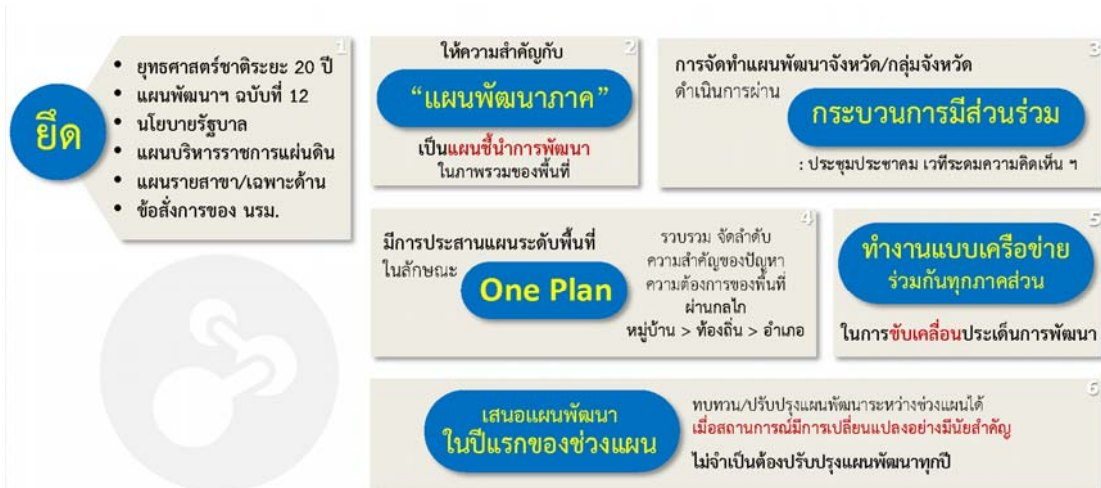 1
ยึด
• ยุทธศาสตร์ชาติระยะ 20 ปี
• แผนพัฒนาฯ ฉบับที่ 12
• นโยบายรัฐบาล
• แผนบริหารราชการแผ่นดิน
• แผนรายสาขา/เฉพาะด้าน
• ข้อสั่งการของ นรม.
2
ให้ความสำคัญกับ
“แผนพัฒนาภาค”
เป็นแผนชี้นำการพัฒนา
ในภาพรวมของพื้นที่
3
การจัดทำแผนพัฒนาจังหวัด/กลุ่มจังหวัด
ดำเนินการผ่าน
กระบวนการมีส่วนร่วม
: ประชุมประชาคม เวทีระดมความคิดเห็น ฯ
4
มีการประสานแผนระดับพื้นที่
ในลักษณะ
One Plan
รวบรวม จัดลำดับ
ความสำคัญของปัญหา
ความต้องการของพื้นที่
ผ่านกลไก
หมู่บ้าน > ท้องถิ่น > อำเภอ
5
ทำงานแบบเครือข่าย
ร่วมกันทุกภาคส่วน
ในการขับเคลื่อนประเด็นการพัฒนา
6
เสนอแผนพัฒนา
ในปีแรกของช่วงแผน
ทบทวน/ปรับปรุงแผนพัฒนาระหว่างช่วงแผนได้
เมื่อสถานการณ์มีการเปลี่ยนแปลงอย่างมีนัยสำคัญ
ไม่จำเป็นต้องปรับปรุงแผนพัฒนาทุกปี